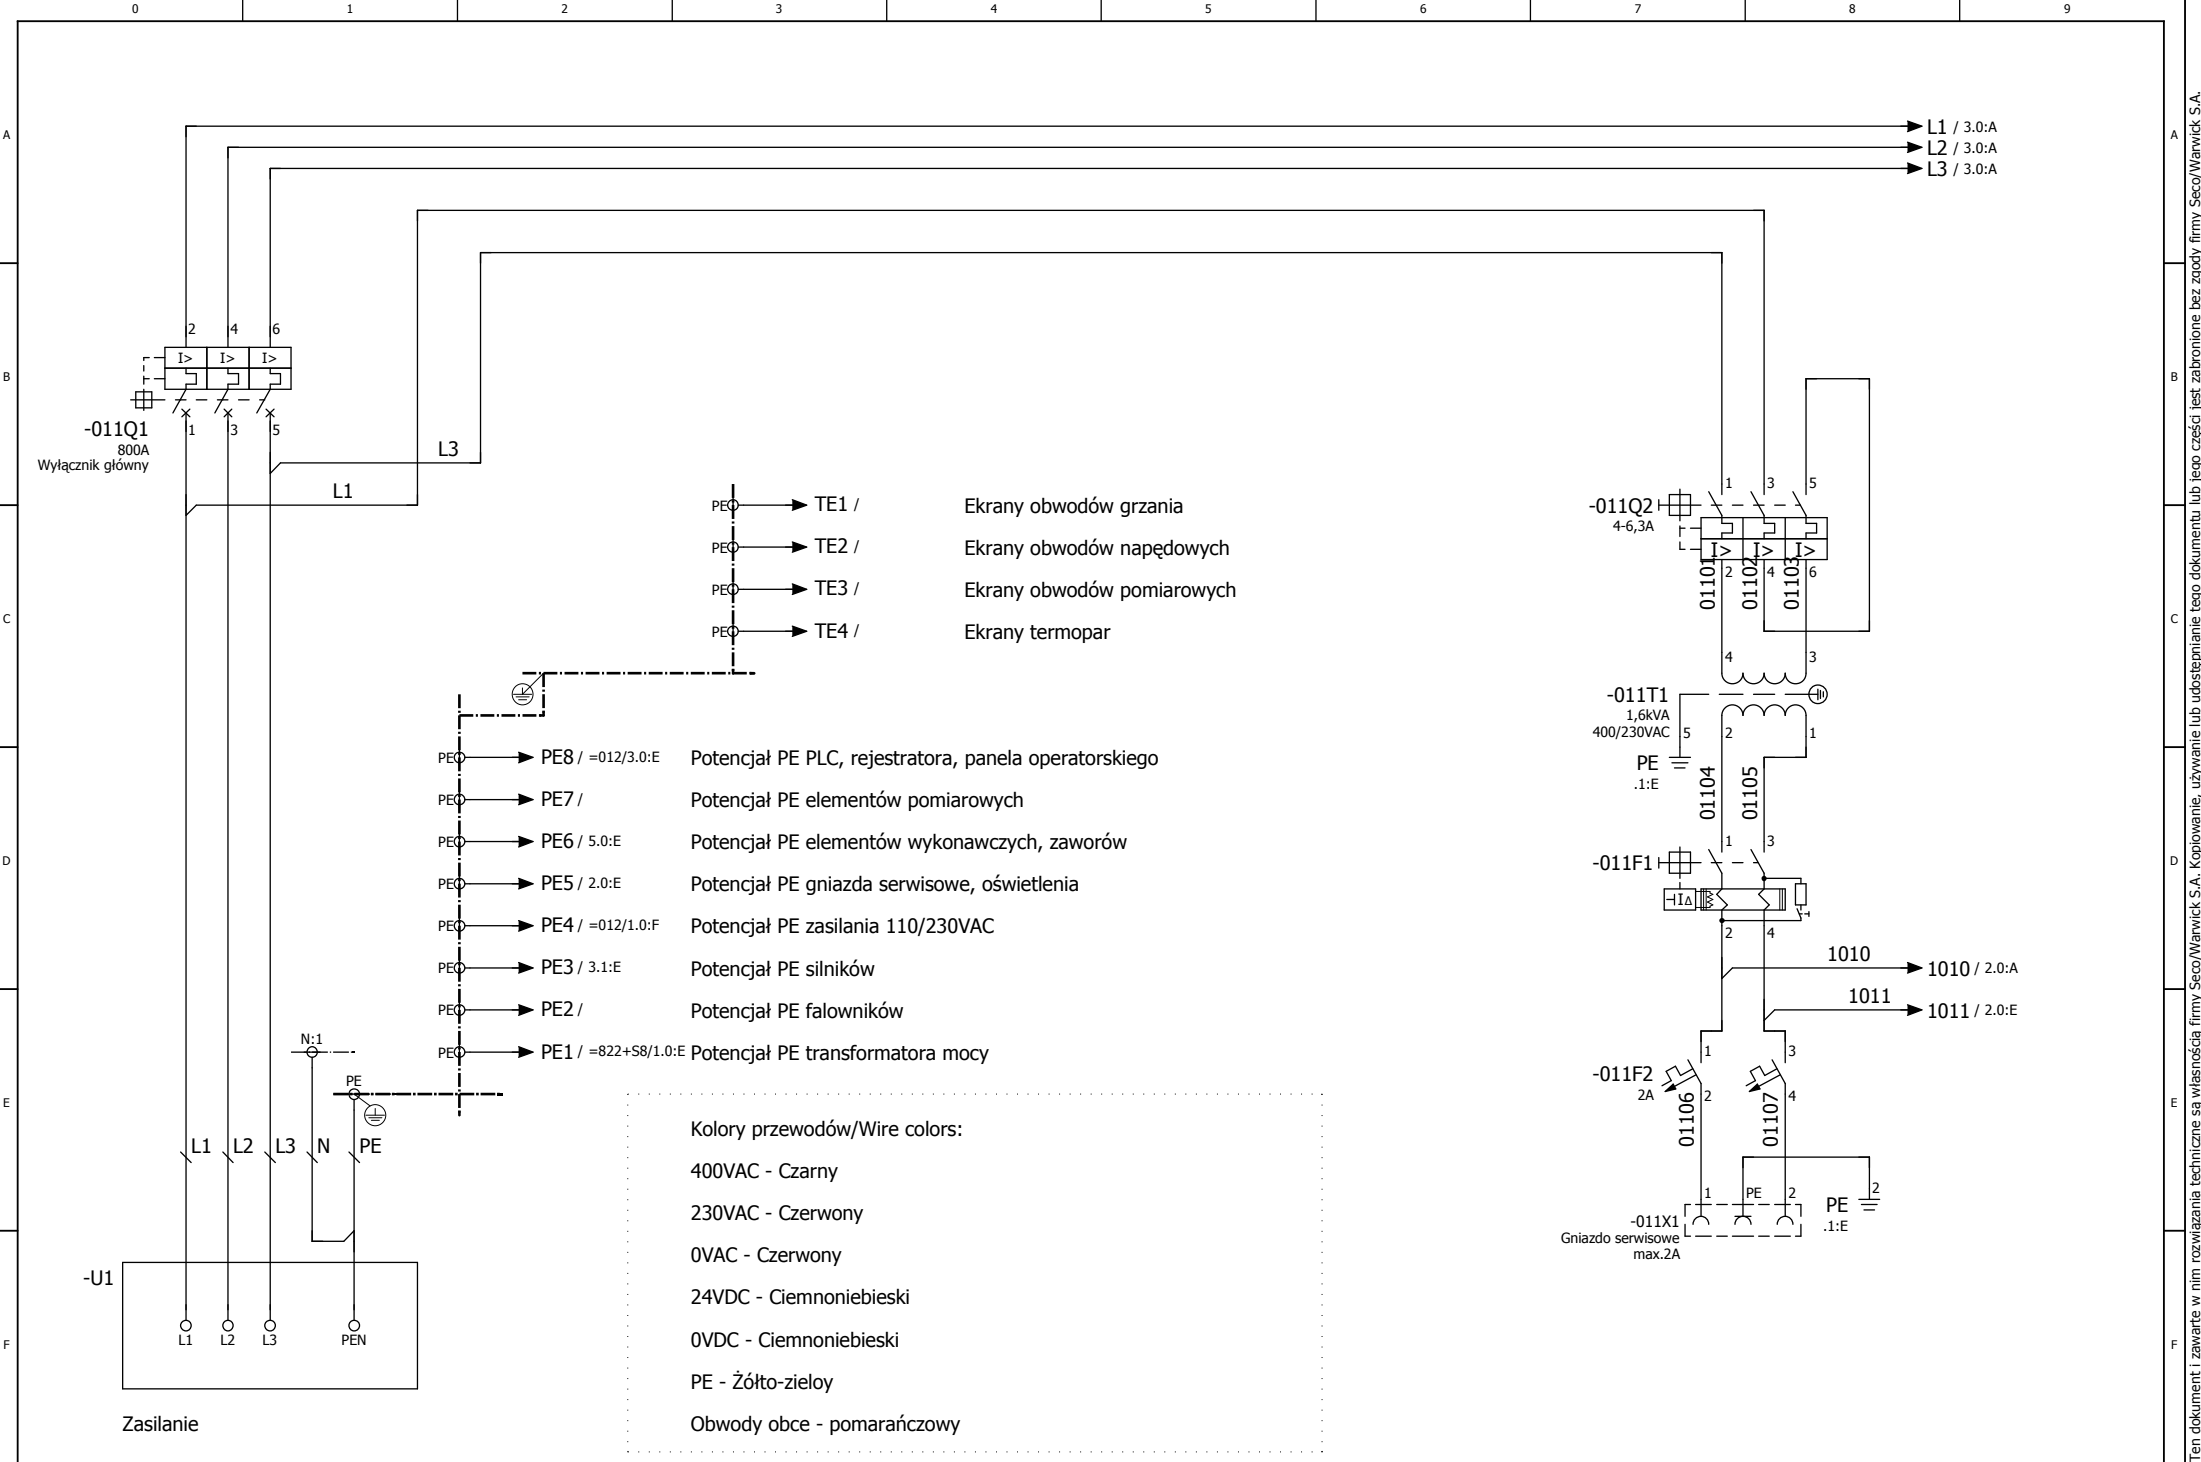 0 1 2 3 4 5 6 7 8 9
A
L1 / 3.0:A
L2 / 3.0:A
L3 / 3.0:A
A
B
B
2 4 6
I> I> I>
-011Q1
800A
Wyłącznik główny
1 3 5
L3
L1
PE TE1 / Ekrany obwodów grzania
PE TE2 / Ekrany obwodów napędowych
PE TE3 / Ekrany obwodów pomiarowych
PE TE4 / Ekrany termopar
1 3 5
-011Q2
4-6,3A
I> I> I>
2 4 6
01101 01102 01103
C
C
4 3
-011T1
1,6kVA
400/230VAC
5 2 1
PE
.1:E
01104 01105
PE PE8 / =012/3.0:E Potencjał PE PLC, rejestratora, panela operatorskiego
PE PE7 / Potencjał PE elementów pomiarowych
PE PE6 / 5.0:E Potencjał PE elementów wykonawczych, zaworów
PE PE5 / 2.0:E Potencjał PE gniazda serwisowe, oświetlenia
PE PE4 / =012/1.0:F Potencjał PE zasilania 110/230VAC
PE PE3 / 3.1:E Potencjał PE silników
PE PE2 / Potencjał PE falowników
PE PE1 / =822+S8/1.0:E Potencjał PE transformatora mocy
D
D
1 3
-011F1
IΔ
2 4
1010
1010 / 2.0:A
1011
1011 / 2.0:E
1 3
-011F2
2A
2 4
01106 01107
E
E
N:1
PE
L1 L2 L3 N PE
1 PE 2
-011X1
Gniazdo serwisowe
max.2A
PE
.1:E
2
-U1
L1 L2 L3 PEN
Zasilanie
F
F
Kolory przewodów/Wire colors:
400VAC - Czarny
230VAC - Czerwony
0VAC - Czerwony
24VDC - Ciemnoniebieski
0VDC - Ciemnoniebieski
PE - Żółto-zieloy
Obwody obce - pomarańczowy
Ten dokument i zawarte w nim rozwiązania techniczne są własnością firmy Seco/Warwick S.A. Kopiowanie, używanie lub udostępnianie tego dokumentu lub jego części jest zabronione bez zgody firmy Seco/Warwick S.A.